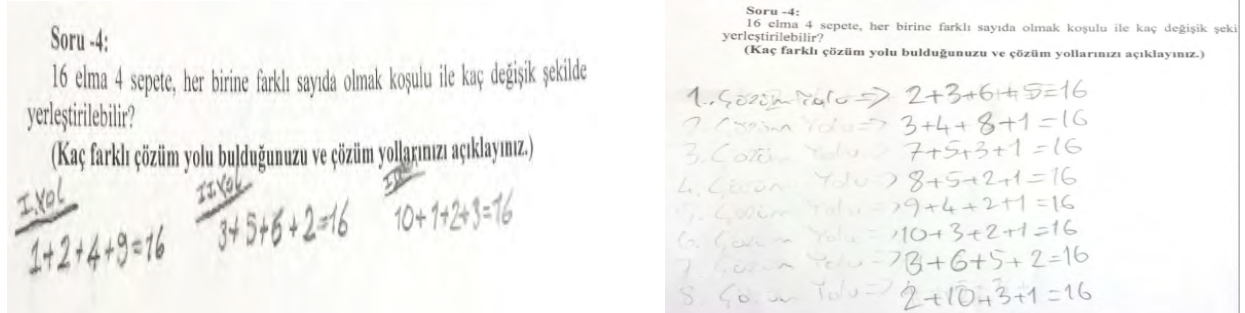 Soru -4:
16 elma 4 sepete, her birine farklı sayıda olmak koşulu ile kaç değişik şekilde
yerleştirilebilir?
(Kaç farklı çözüm yolu bulduğunuzu ve çözüm yollarınızı açıklayınız.)
I.YOL
1+2+4+9=16
II.YOL
3+5+6+2=16
10+1+2+3=16
Soru -4:
16 elma 4 sepete, her birine farklı sayıda olmak koşulu ile kaç değişik şeki
yerleştirilebilir?
(Kaç farklı çözüm yolu bulduğunuzu ve çözüm yollarınızı açıklayınız.)
1. Çözüm Yolu => 2+3+6+5=16
2. Çözüm Yolu => 3+4+8+1=16
3. Çözüm Yolu => 7+5+3+1=16
4. Çözüm Yolu => 8+5+2+1=16
5. Çözüm Yolu => 9+4+2+1=16
6. Çözüm Yolu => 10+3+2+1=16
7. Çözüm Yolu => 3+6+5+2=16
8. Çözüm Yolu => 2+10+3+1=16